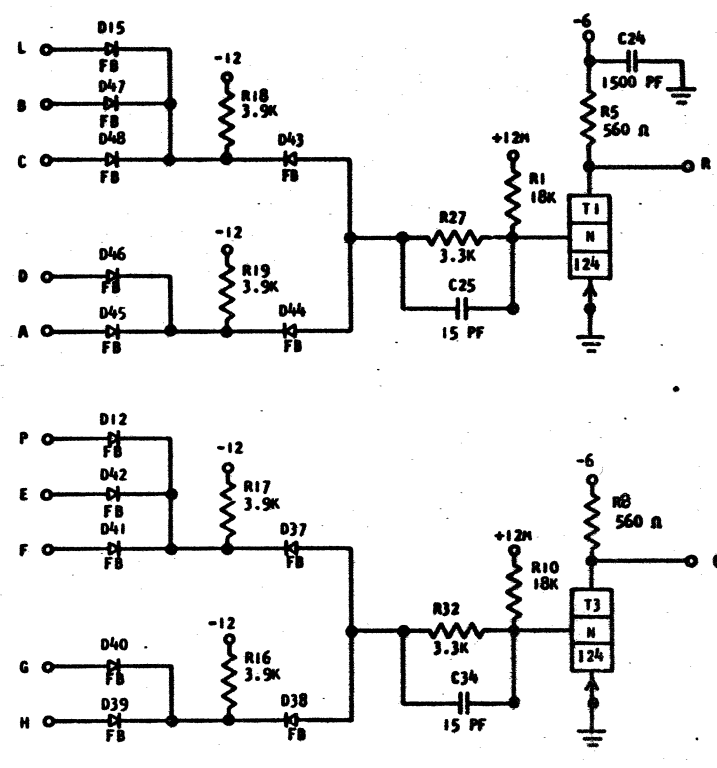 L
D15
FB
B
D47
FB
C
D48
FB
-12
R18
3.9K
D43
FB
D
D46
FB
A
D45
FB
-12
R19
3.9K
D44
FB
R27
3.3K
C25
15 PF
+12M
R1
18K
-6
C24
1500 PF
R5
560 Ω
R
T1
N
124
P
D12
FB
E
D42
FB
F
D41
FB
-12
R17
3.9K
D37
FB
G
D40
FB
H
D39
FB
-12
R16
3.9K
D38
FB
R32
3.3K
C34
15 PF
+12M
R10
18K
-6
R8
560 Ω
T3
N
124